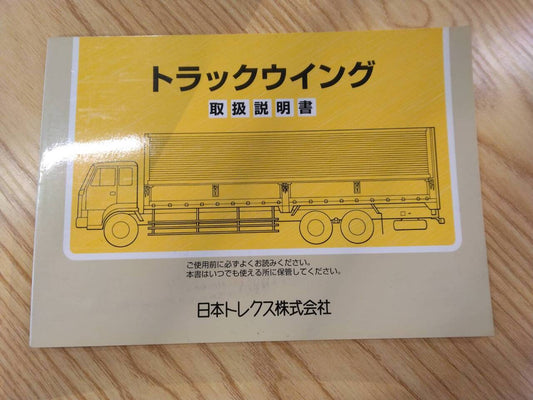 トラックウイング
取扱説明書
ご使用前に必ずよくお読みください。
本書はいつでも使える所に保管してください。
日本トレクス株式会社